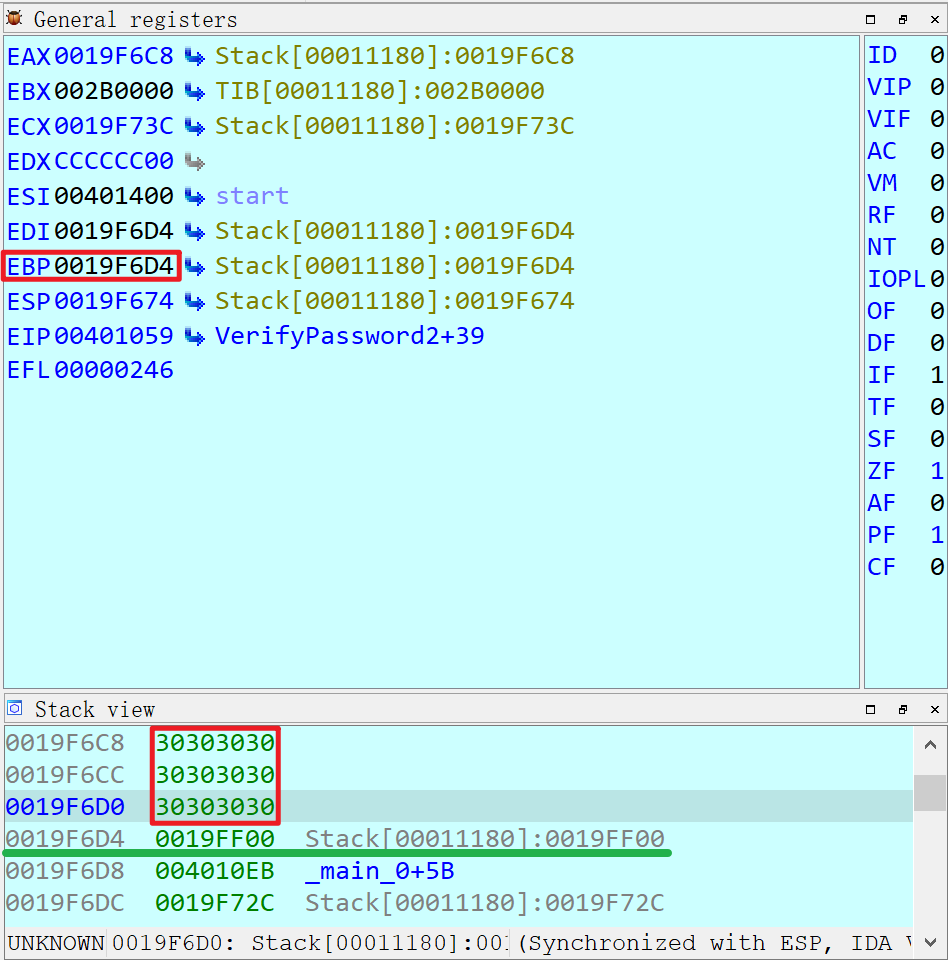 General registers
EAX 0019F6C8 Stack[00011180]:0019F6C8
EBX 002B0000 TIB[00011180]:002B0000
ECX 0019F73C Stack[00011180]:0019F73C
EDX CCCCCC00
ESI 00401400 start
EDI 0019F6D4 Stack[00011180]:0019F6D4
EBP 0019F6D4 Stack[00011180]:0019F6D4
ESP 0019F674 Stack[00011180]:0019F674
EIP 00401059 VerifyPassword2+39
EFL 00000246
ID 0
VIP 0
VIF 0
AC 0
VM 0
RF 0
NT 0
IOPL 0
OF 0
DF 0
IF 1
TF 0
SF 0
ZF 1
AF 0
PF 1
CF 0
Stack view
0019F6C8 30303030
0019F6CC 30303030
0019F6D0 30303030
0019F6D4 0019FF00 Stack[00011180]:0019FF00
0019F6D8 004010EB _main_0+5B
0019F6DC 0019F72C Stack[00011180]:0019F72C
UNKNOWN 0019F6D0: Stack[00011180]:00 (Synchronized with ESP, IDA